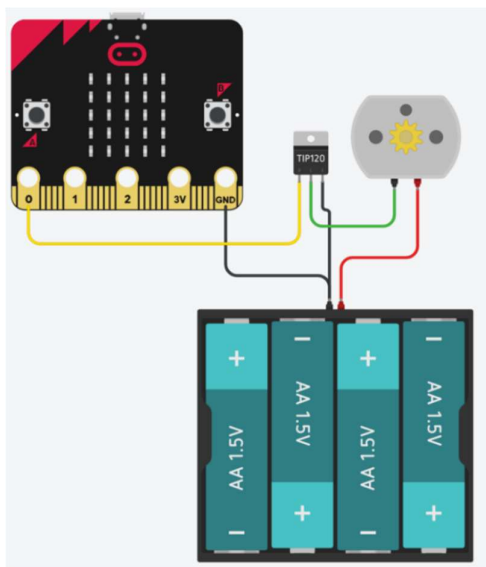 B
A
0 1 2 3V GND
TIP120
+ − + −
AA 1.5V AA 1.5V AA 1.5V AA 1.5V
− + − +